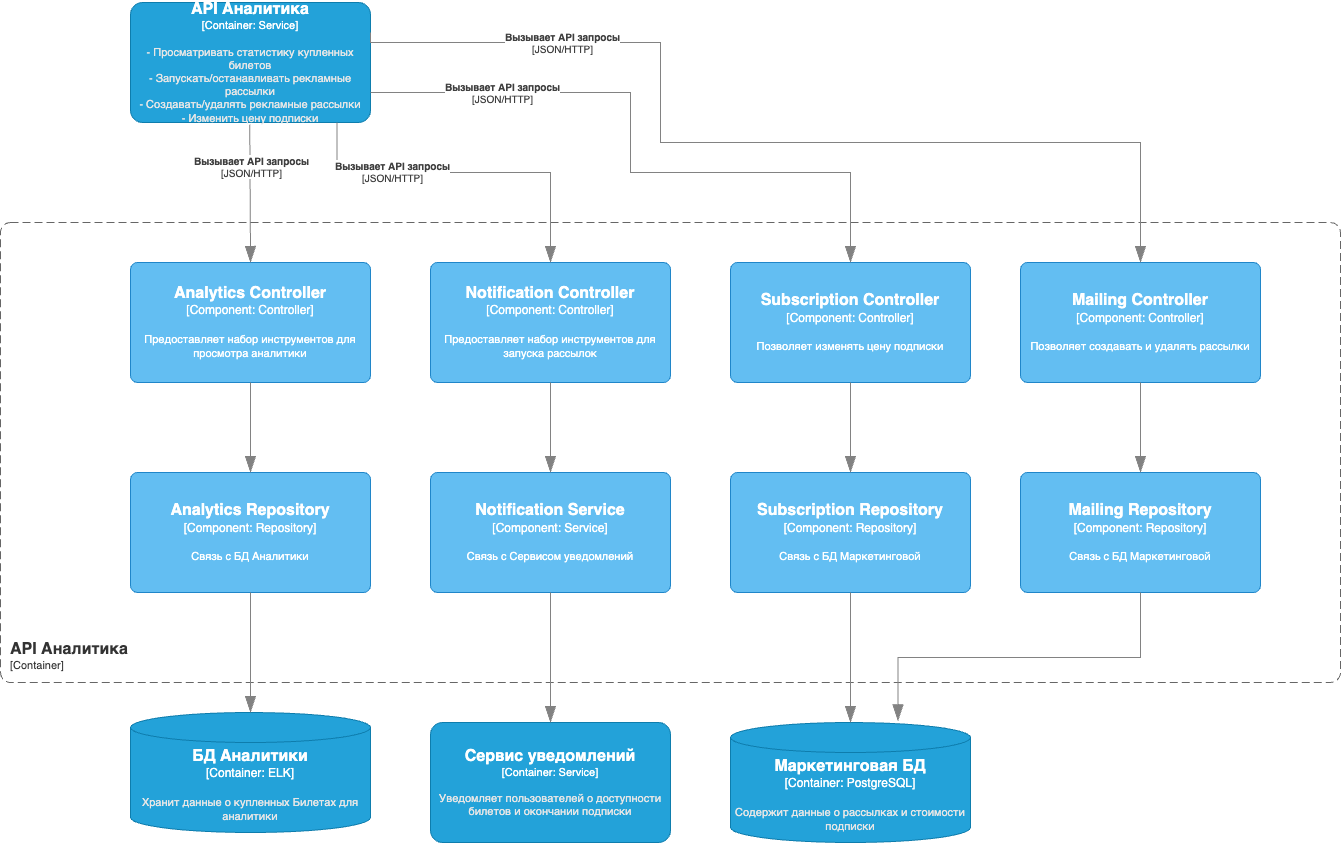 API Аналитика
[Container: Service]
- Просматривать статистику купленных
билетов
- Запускать/останавливать рекламные
рассылки
- Создавать/удалять рекламные рассылки
- Изменить цену подписки
Вызывает API запросы
[JSON/HTTP]
Вызывает API запросы
[JSON/HTTP]
Вызывает API запросы
[JSON/HTTP]
Вызывает API запросы
[JSON/HTTP]
Analytics Controller
[Component: Controller]
Предоставляет набор инструментов для
просмотра аналитики
Notification Controller
[Component: Controller]
Предоставляет набор инструментов для
запуска рассылок
Subscription Controller
[Component: Controller]
Позволяет изменять цену подписки
Mailing Controller
[Component: Controller]
Позволяет создавать и удалять рассылки
Analytics Repository
[Component: Repository]
Связь с БД Аналитики
Notification Service
[Component: Service]
Связь с Сервисом уведомлений
Subscription Repository
[Component: Repository]
Связь с БД Маркетинговой
Mailing Repository
[Component: Repository]
Связь с БД Маркетинговой
API Аналитика
[Container]
БД Аналитики
[Container: ELK]
Хранит данные о купленных Билетах для
аналитики
Сервис уведомлений
[Container: Service]
Уведомляет пользователей о доступности
билетов и окончании подписки
Маркетинговая БД
[Container: PostgreSQL]
Содержит данные о рассылках и стоимости
подписки